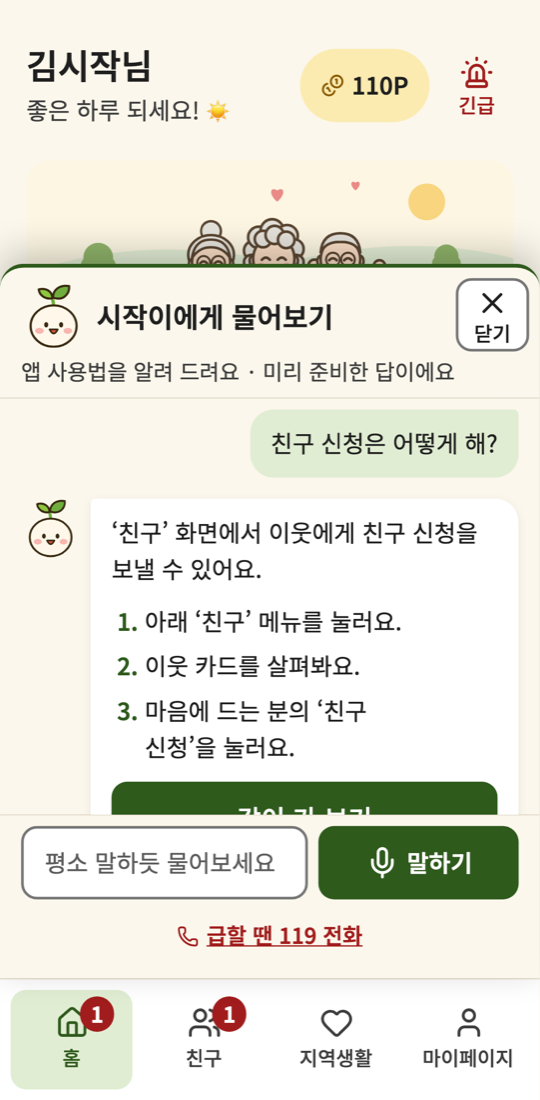 김시작님
좋은 하루 되세요!
110P
긴급
시작이에게 물어보기
닫기
앱 사용법을 알려 드려요 · 미리 준비한 답이에요
친구 신청은 어떻게 해?
‘친구’ 화면에서 이웃에게 친구 신청을
보낼 수 있어요.
1. 아래 ‘친구’ 메뉴를 눌러요.
2. 이웃 카드를 살펴봐요.
3. 마음에 드는 분의 ‘친구
신청’을 눌러요.
평소 말하듯 물어보세요
말하기
급할 땐 119 전화
1
1
홈
친구
지역생활
마이페이지